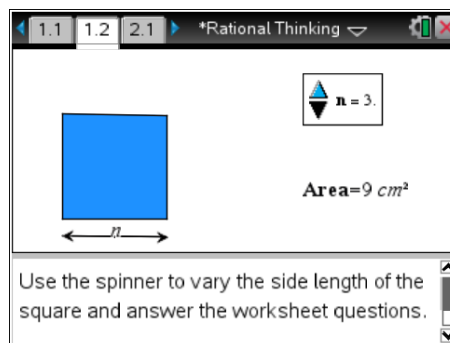 1.1 1.2 2.1 *Rational Thinking
n = 3.
Area=9 cm²
n
Use the spinner to vary the side length of the
square and answer the worksheet questions.